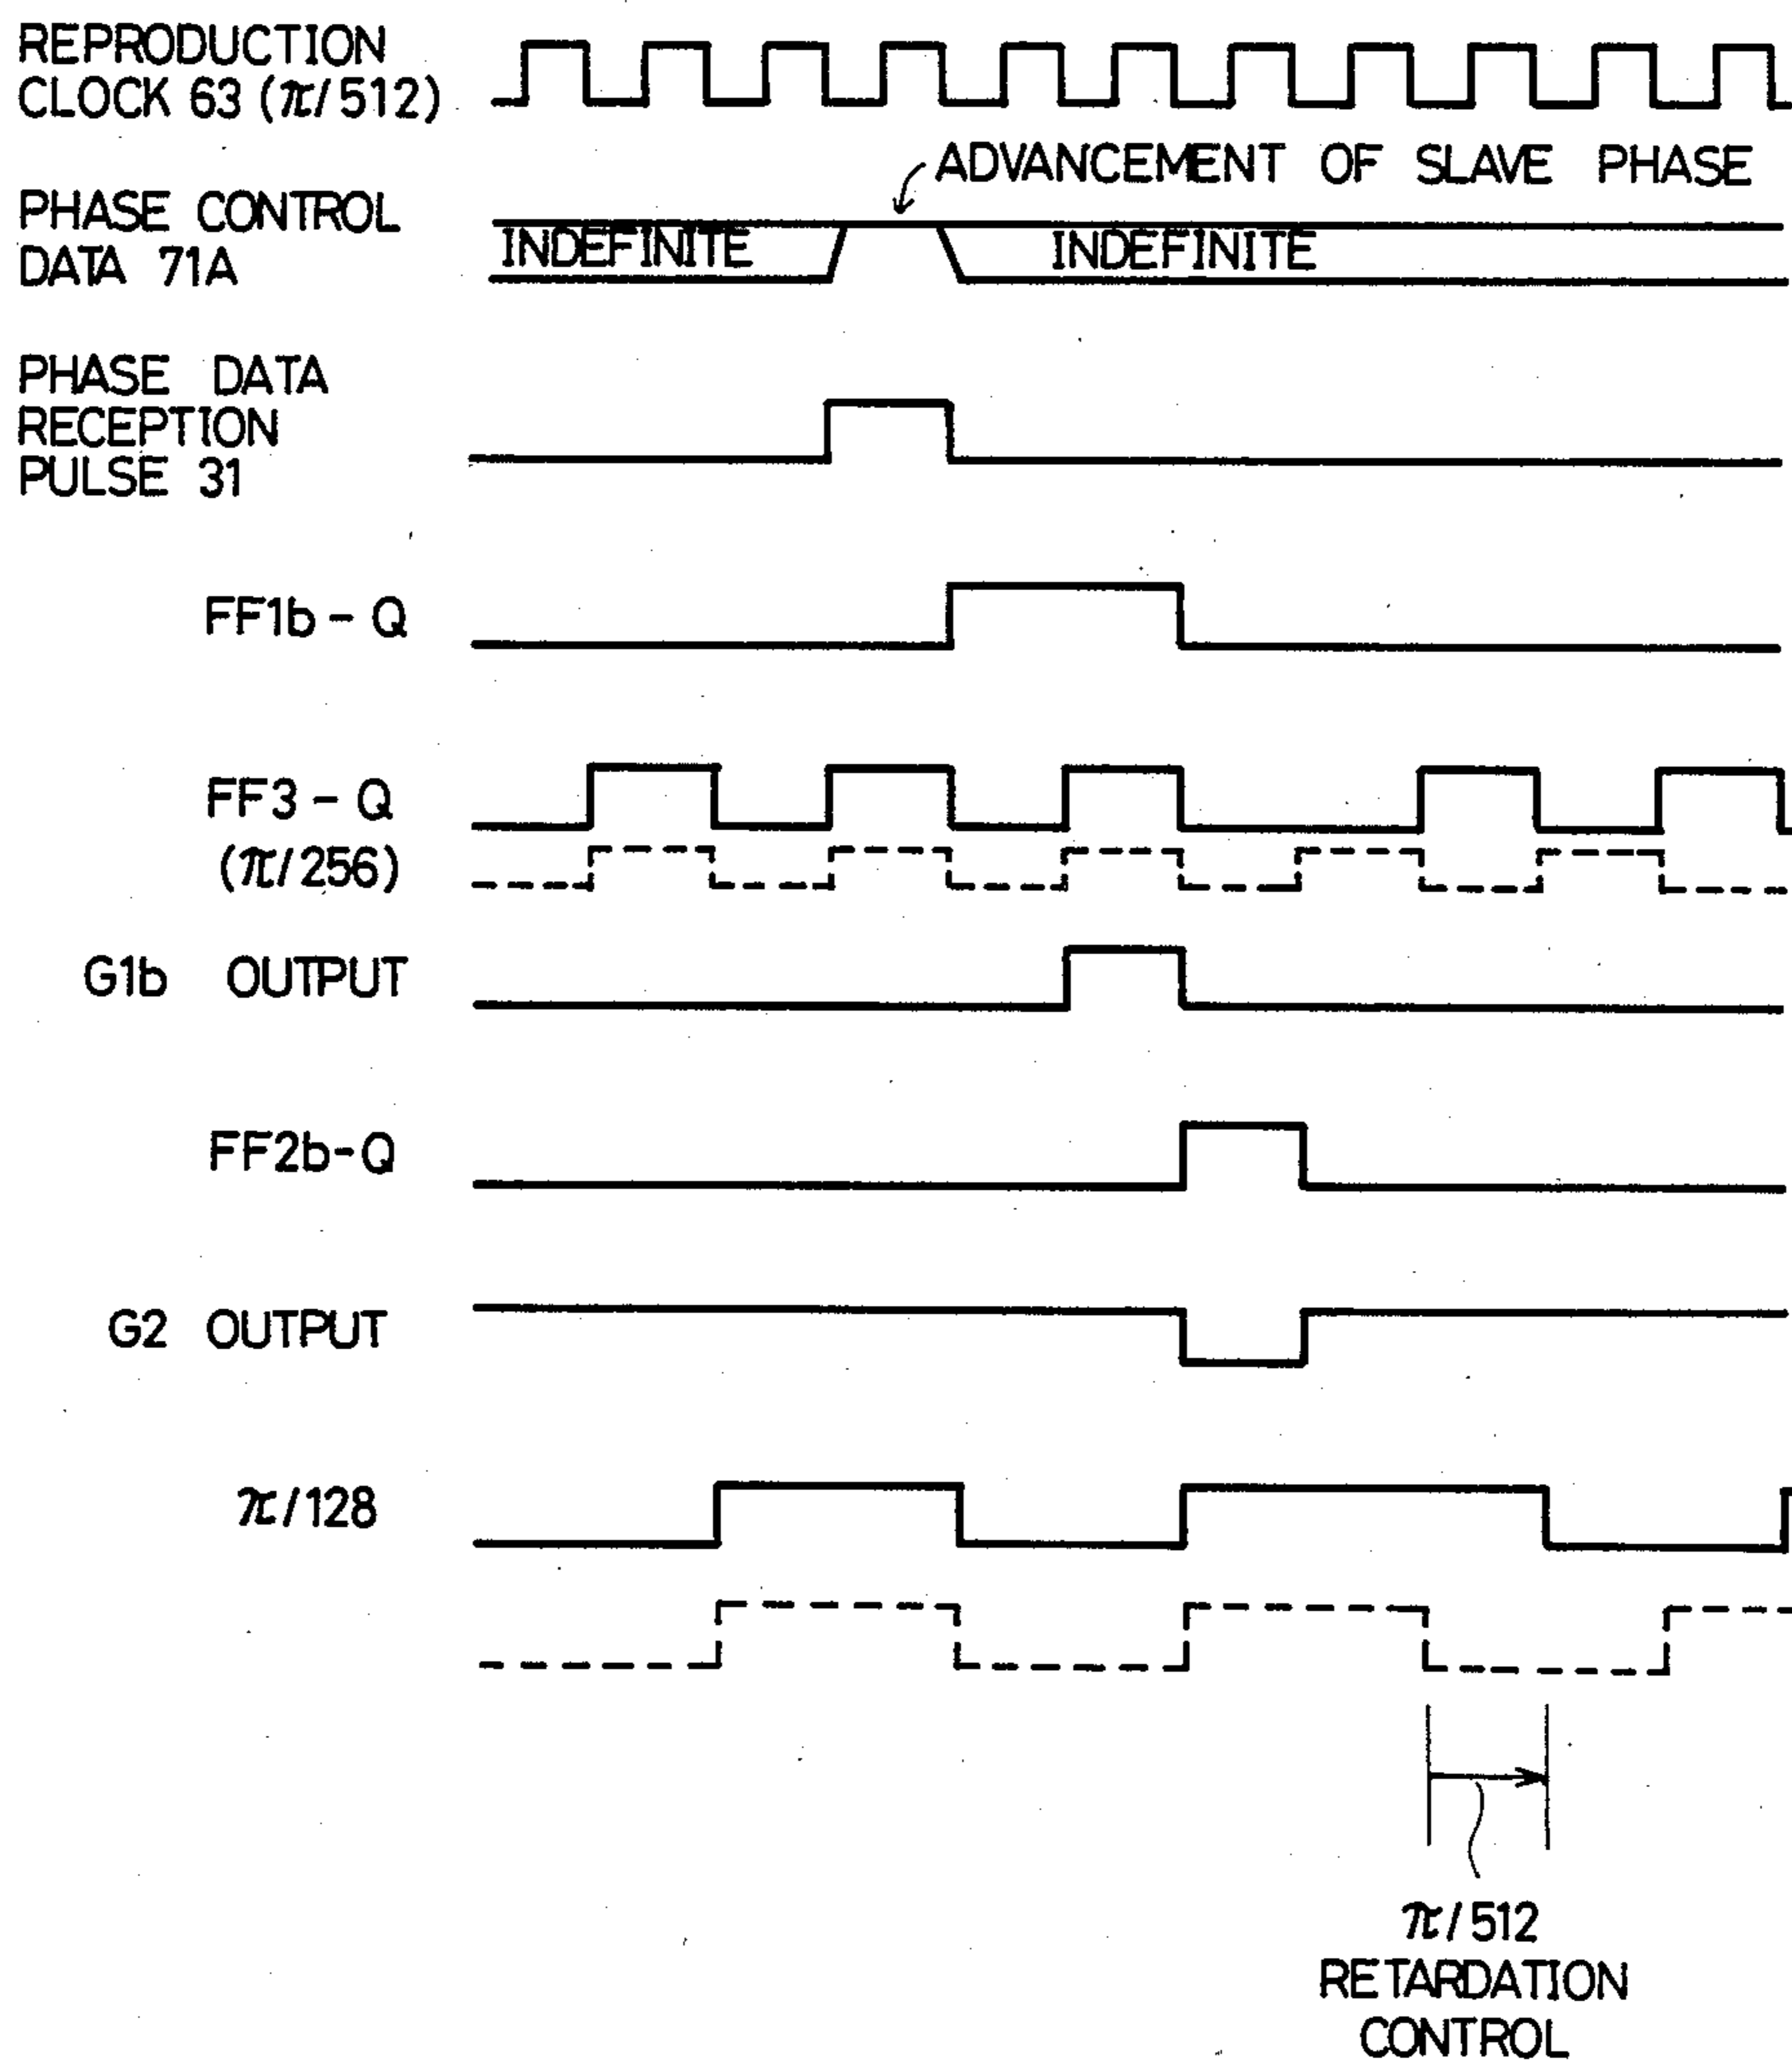 REPRODUCTION
CLOCK 63 (π/512)
ADVANCEMENT OF SLAVE PHASE
PHASE CONTROL
DATA 71A
INDEFINITE
INDEFINITE
PHASE DATA
RECEPTION
PULSE 31
FF1b-Q
FF3-Q
(π/256)
G1b OUTPUT
FF2b-Q
G2 OUTPUT
π/128
π/512
RETARDATION
CONTROL